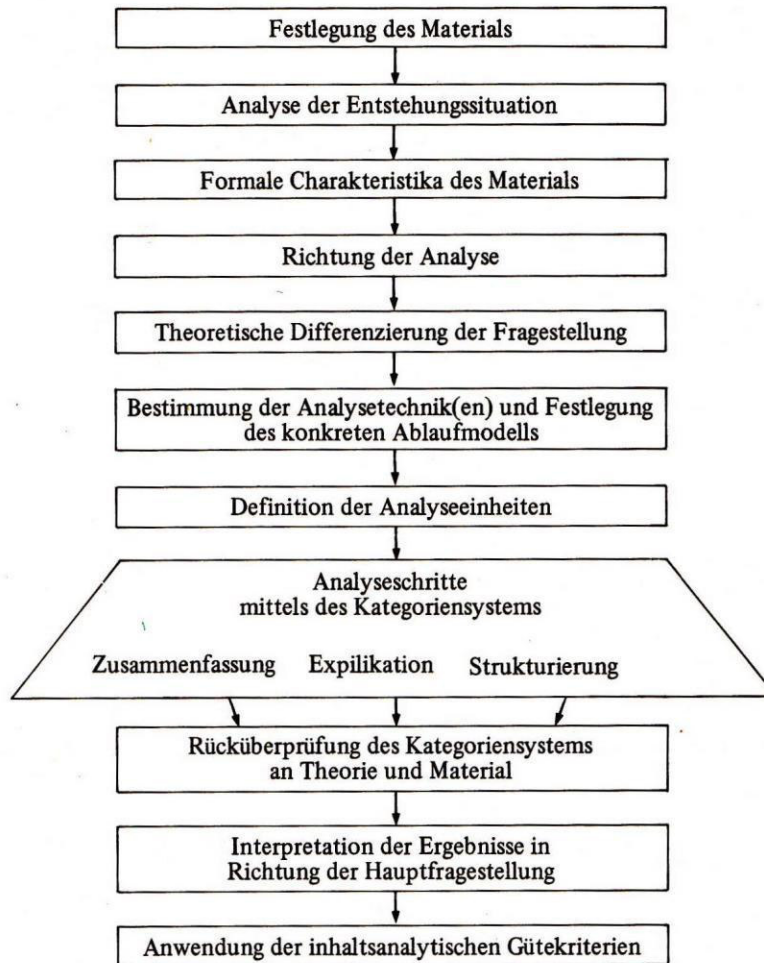 Festlegung des Materials
Analyse der Entstehungssituation
Formale Charakteristika des Materials
Richtung der Analyse
Theoretische Differenzierung der Fragestellung
Bestimmung der Analysetechnik(en) und Festlegung
des konkreten Ablaufmodells
Definition der Analyseeinheiten
Analyseschritte
mittels des Kategoriensystems
Zusammenfassung Expilikation Strukturierung
Rücküberprüfung des Kategoriensystems
an Theorie und Material
Interpretation der Ergebnisse in
Richtung der Hauptfragestellung
Anwendung der inhaltsanalytischen Gütekriterien